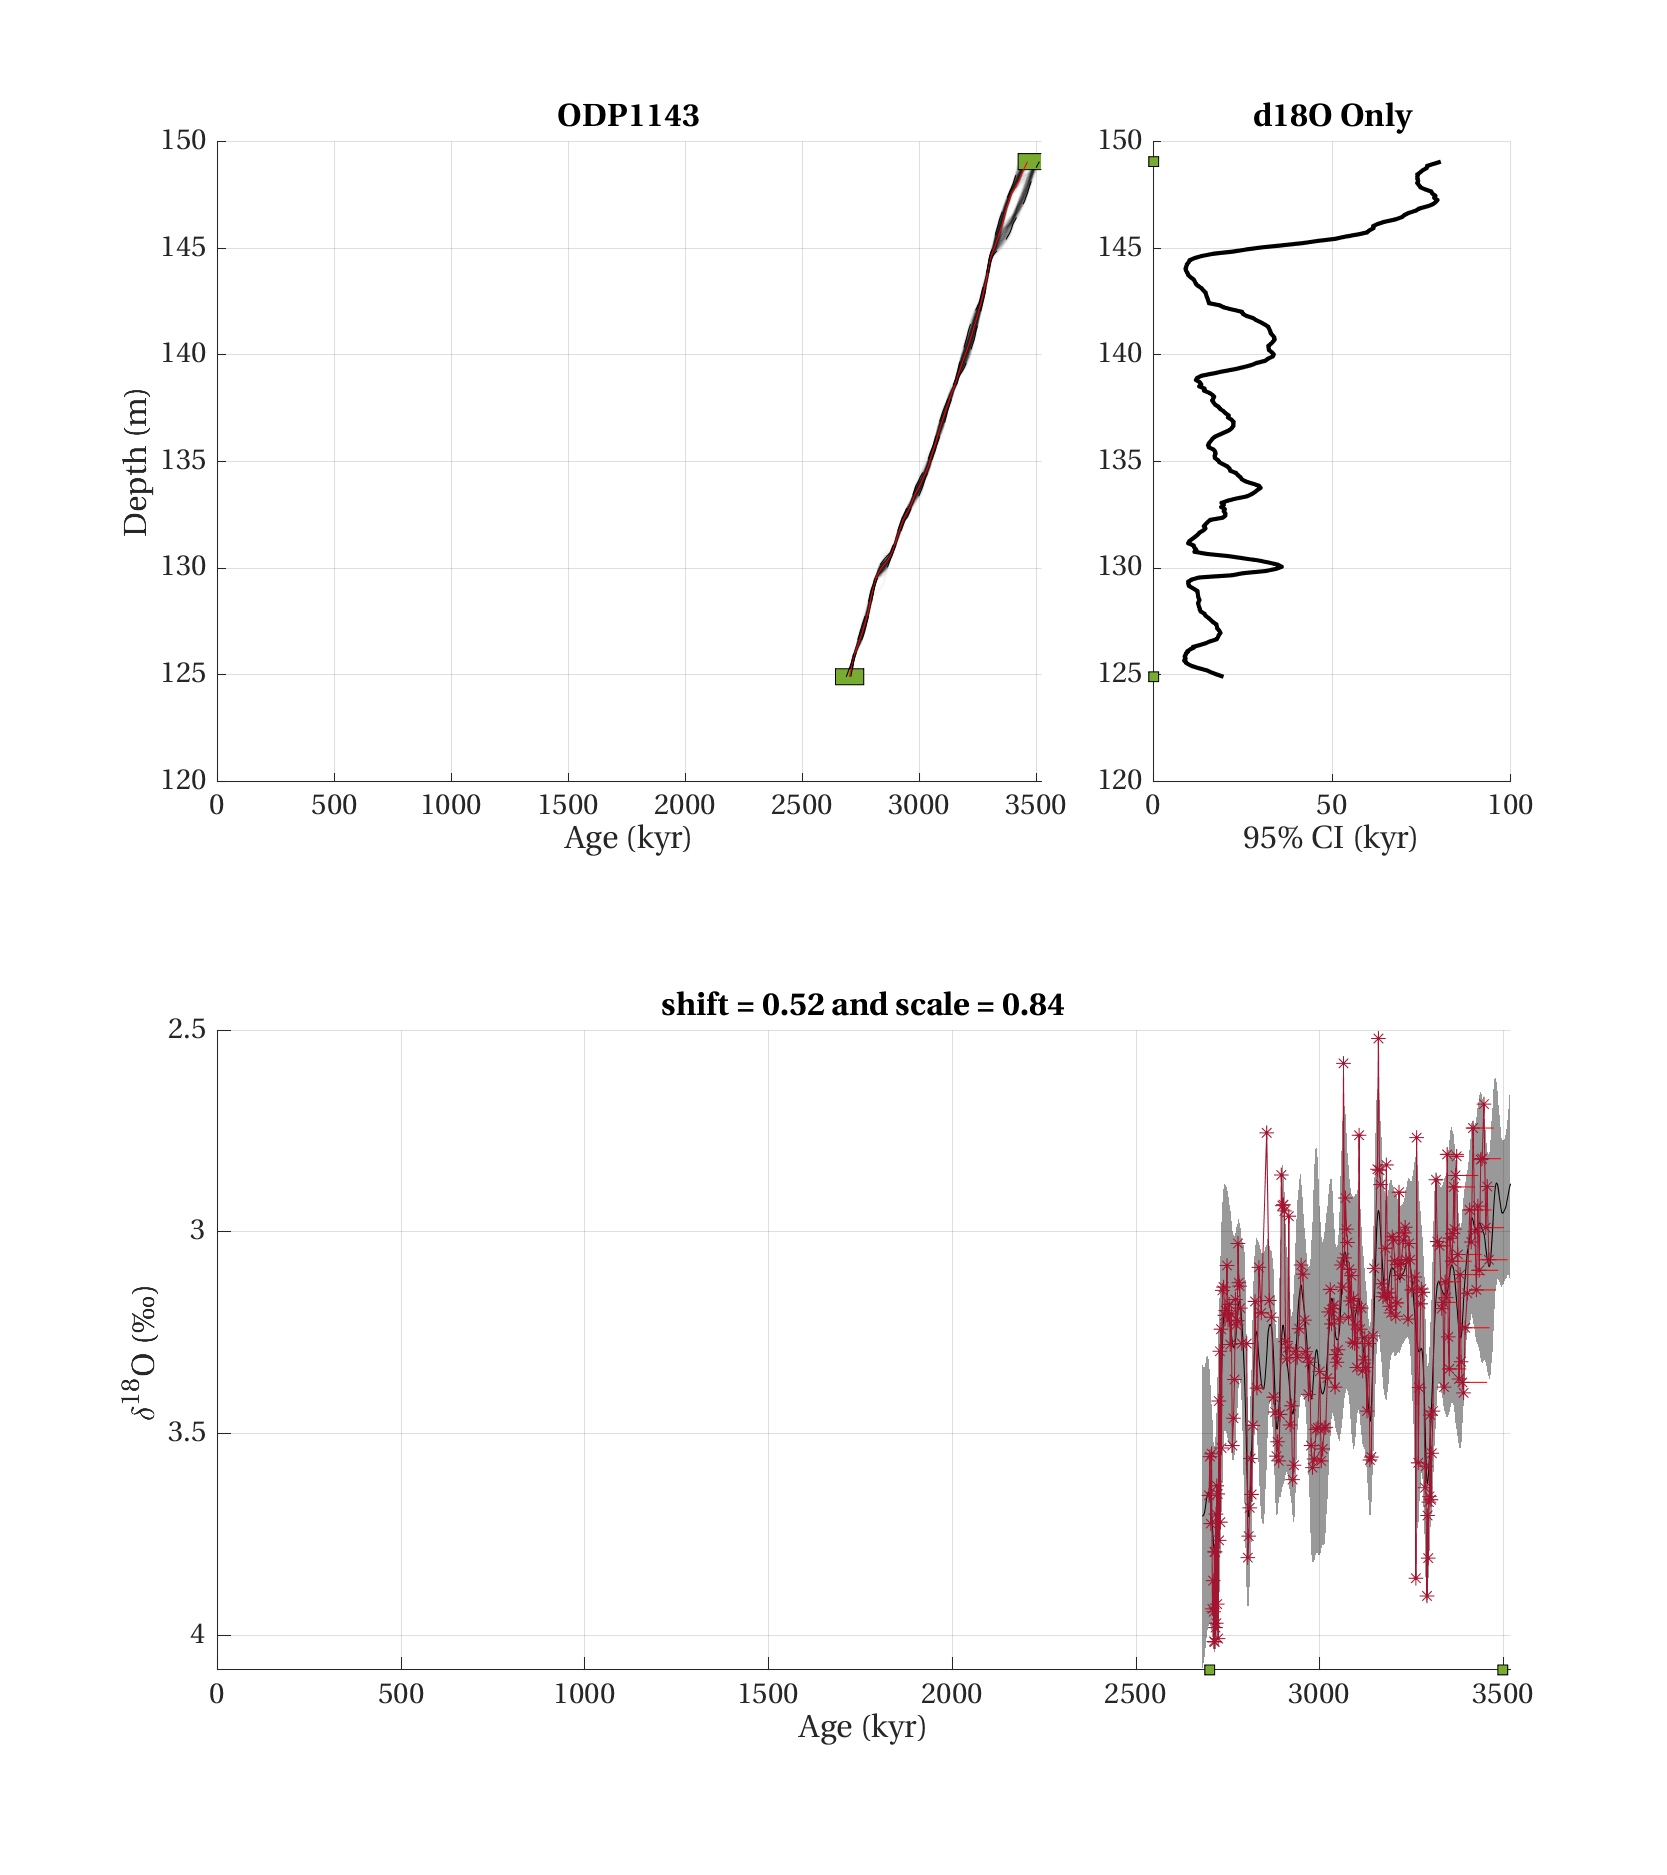 ODP1143
d18O Only
150
145
140
135
130
125
120
Depth (m)
0 500 1000 1500 2000 2500 3000 3500
Age (kyr)
150
145
140
135
130
125
120
0 50 100
95% CI (kyr)
shift = 0.52 and scale = 0.84
2.5
3
3.5
4
δ18O (‰)
0 500 1000 1500 2000 2500 3000 3500
Age (kyr)